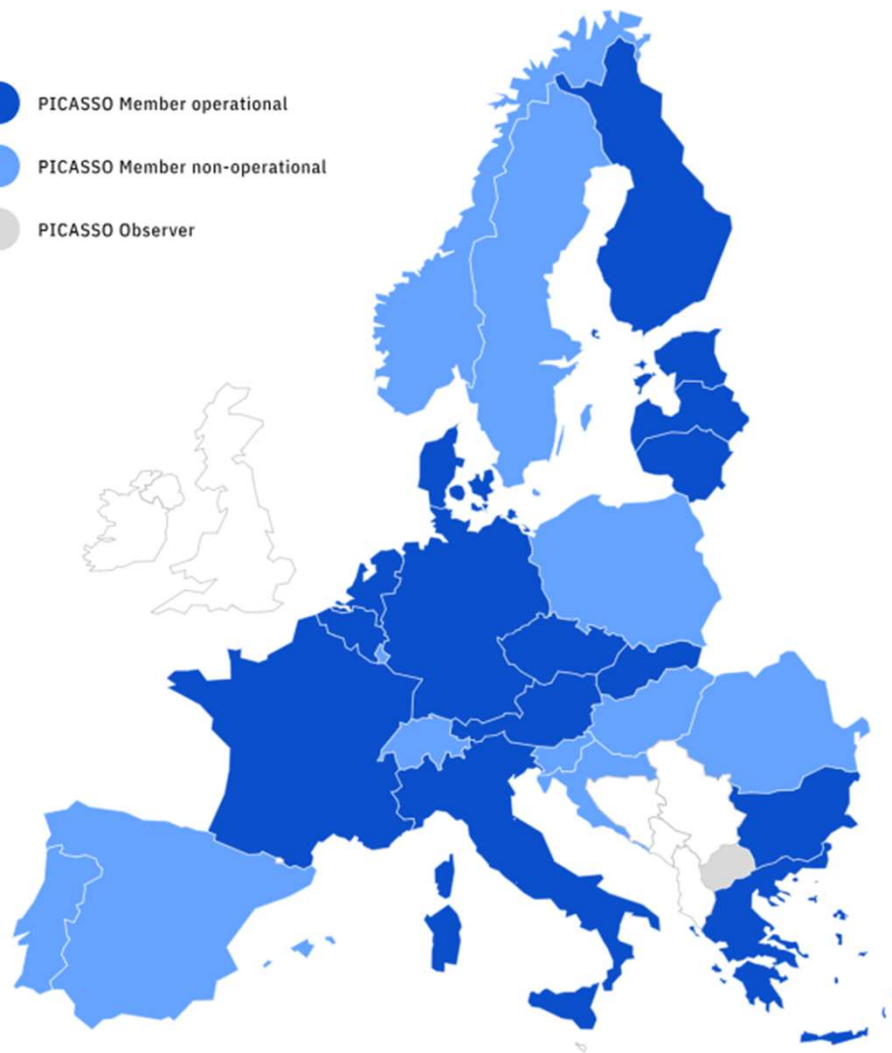 PICASSO Member operational
PICASSO Member non-operational
PICASSO Observer